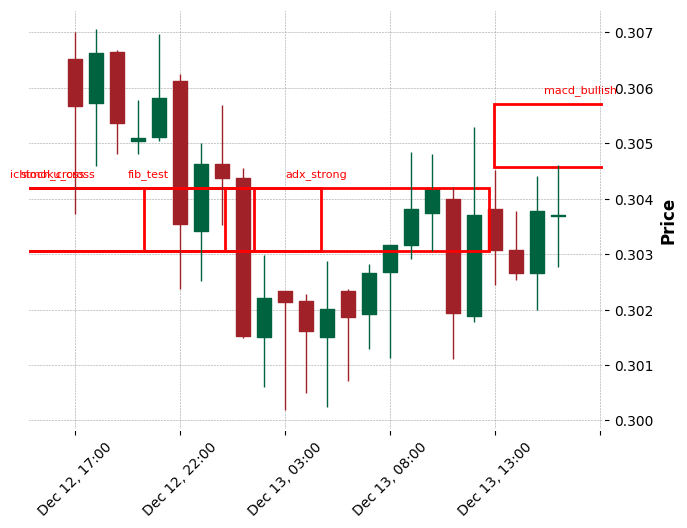 0.307
0.306
macd_bullish
0.305
fib_test
adx_strong
0.304
Price
0.303
0.302
0.301
0.300
Dec 12, 17:00
Dec 12, 22:00
Dec 13, 03:00
Dec 13, 08:00
Dec 13, 13:00